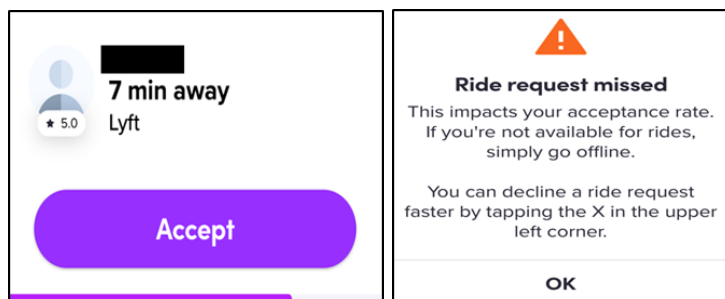 7 min away
★ 5.0
Lyft
Accept
Ride request missed
This impacts your acceptance rate.
If you're not available for rides,
simply go offline.
You can decline a ride request
faster by tapping the X in the upper
left corner.
OK